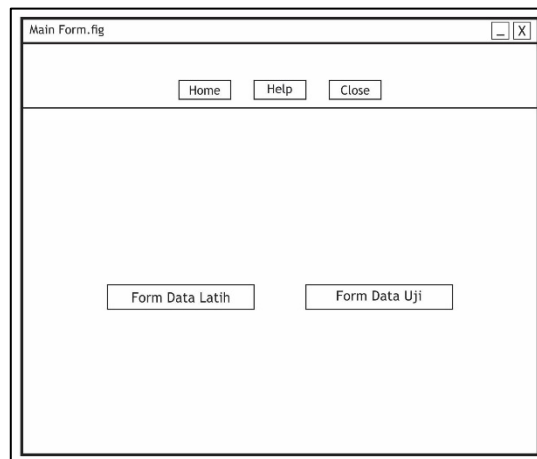 Main Form.fig _ X
Home Help Close
Form Data Latih Form Data Uji